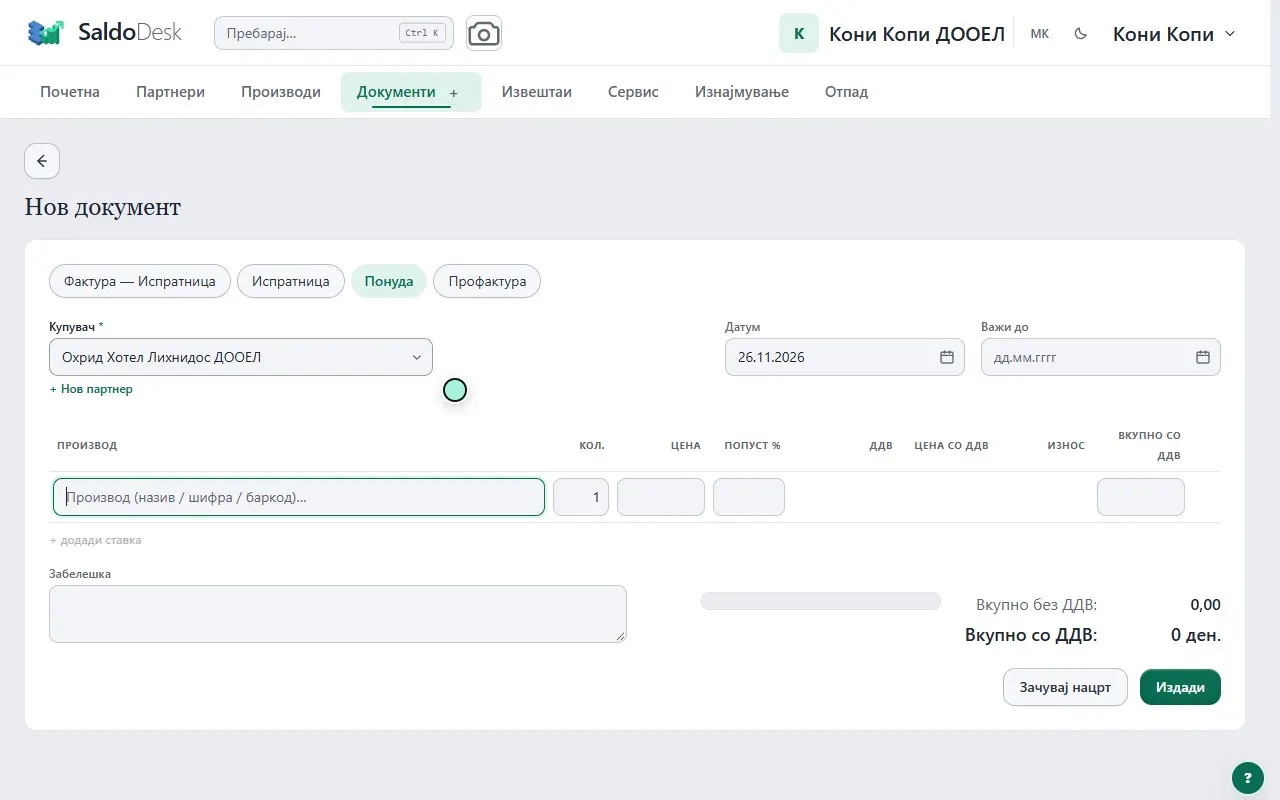 SaldoDesk
Пребарај...
Ctrl K
К
Кони Копи ДООЕЛ
МК
Кони Копи
Почетна
Партнери
Производи
Документи +
Извештаи
Сервис
Изнајмување
Отпад
Нов документ
Фактура — Испратница
Испратница
Понуда
Профактура
Купувач *
Датум
Важи до
Охрид Хотел Лихнидос ДООЕЛ
26.11.2026
дд.мм.гггг
+ Нов партнер
ПРОИЗВОД
КОЛ.
ЦЕНА
ПОПУСТ %
ДДВ
ЦЕНА СО ДДВ
ИЗНОС
ВКУПНО СО
ДДВ
Производ (назив / шифра / баркод)...
1
+ додади ставка
Забелешка
Вкупно без ДДВ:
0,00
Вкупно со ДДВ:
0 ден.
Зачувај нацрт
Издади
?